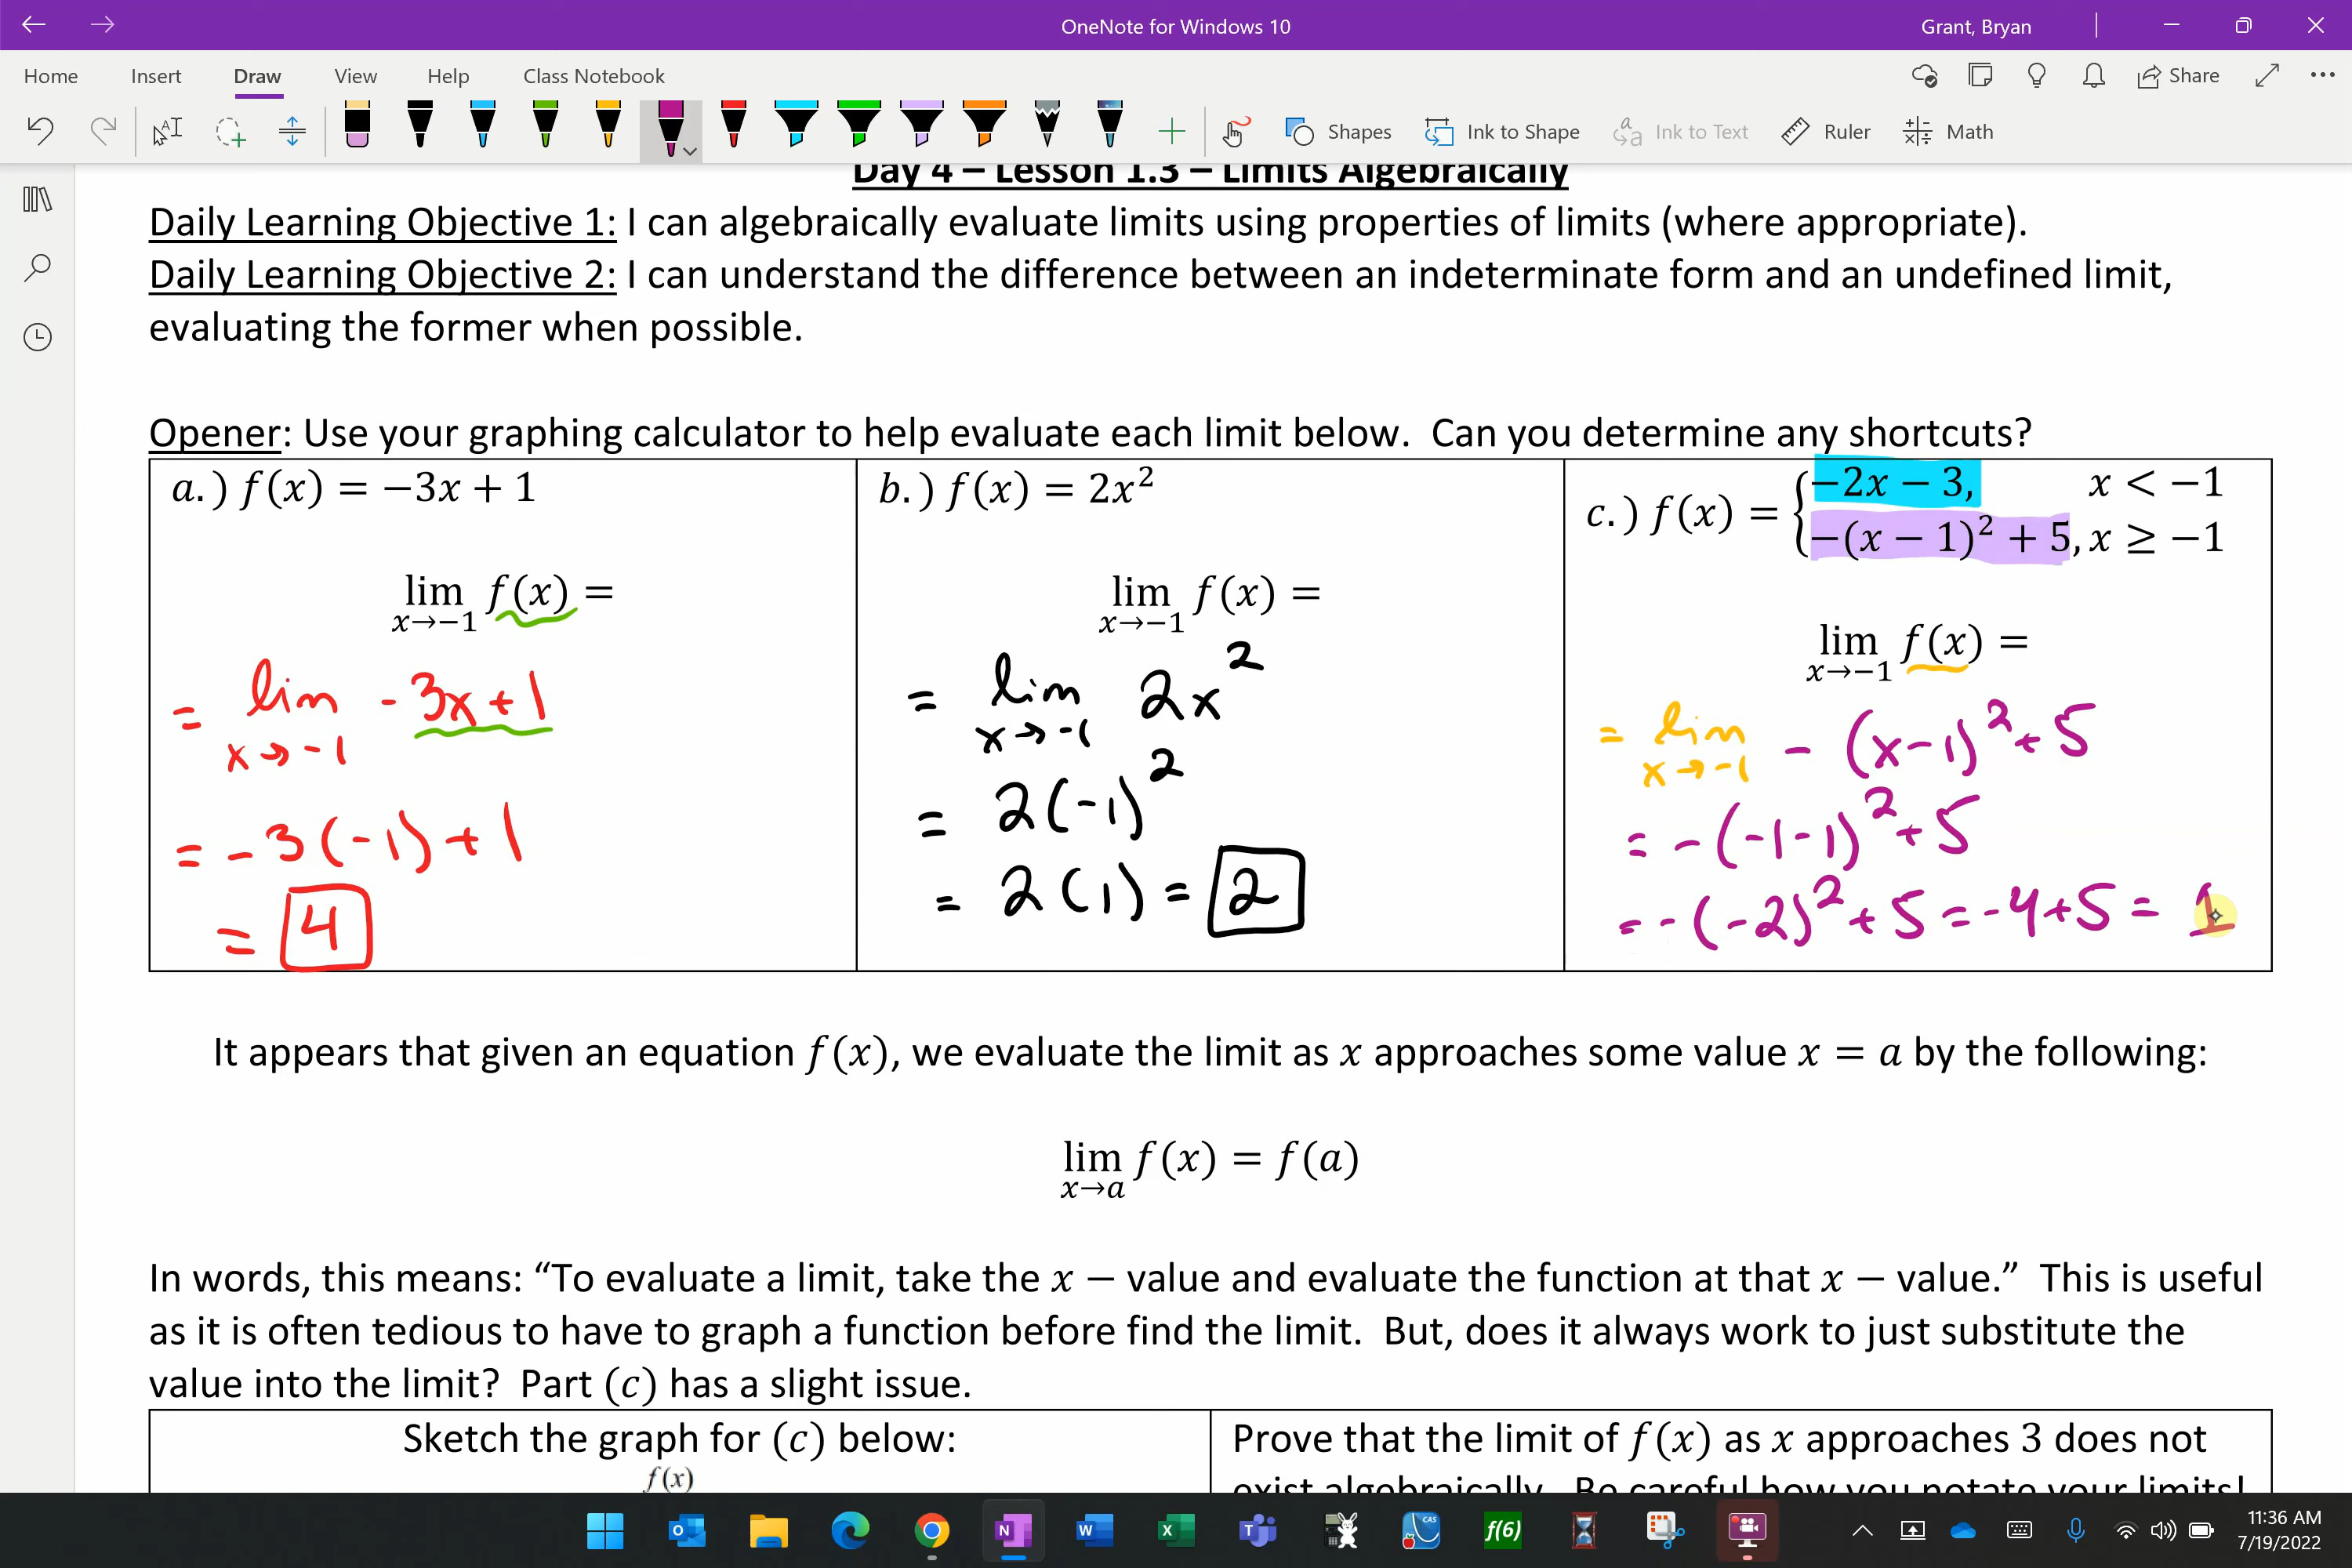 OneNote for Windows 10
Grant, Bryan
Home Insert Draw View Help Class Notebook
Share
Shapes Ink to Shape Ink to Text Ruler Math
Day 4 – Lesson 1.3 – Limits Algebraically
Daily Learning Objective 1: I can algebraically evaluate limits using properties of limits (where appropriate).
Daily Learning Objective 2: I can understand the difference between an indeterminate form and an undefined limit,
evaluating the former when possible.
Opener: Use your graphing calculator to help evaluate each limit below. Can you determine any shortcuts?
a.) f(x) = −3x + 1
lim f(x) =
x→−1
= lim -3x+1
x→-1
= -3(-1)+1
= 4
b.) f(x) = 2x²
lim f(x) =
x→−1
= lim 2x²
x→-1
= 2(-1)²
= 2(1) = 2
c.) f(x) = { −2x − 3, x < −1
−(x − 1)² + 5, x ≥ −1
lim f(x) =
x→−1
= lim -(x-1)²+5
x→-1
= -(-1-1)²+5
= -(-2)²+5 = -4+5 = 1
It appears that given an equation f(x), we evaluate the limit as x approaches some value x = a by the following:
lim f(x) = f(a)
x→a
In words, this means: “To evaluate a limit, take the x − value and evaluate the function at that x − value.” This is useful
as it is often tedious to have to graph a function before find the limit. But, does it always work to just substitute the
value into the limit? Part (c) has a slight issue.
Sketch the graph for (c) below:
f(x)
Prove that the limit of f(x) as x approaches 3 does not
exist algebraically. Be careful how you notate your limits!
f(6)
CAS
11:36 AM
7/19/2022